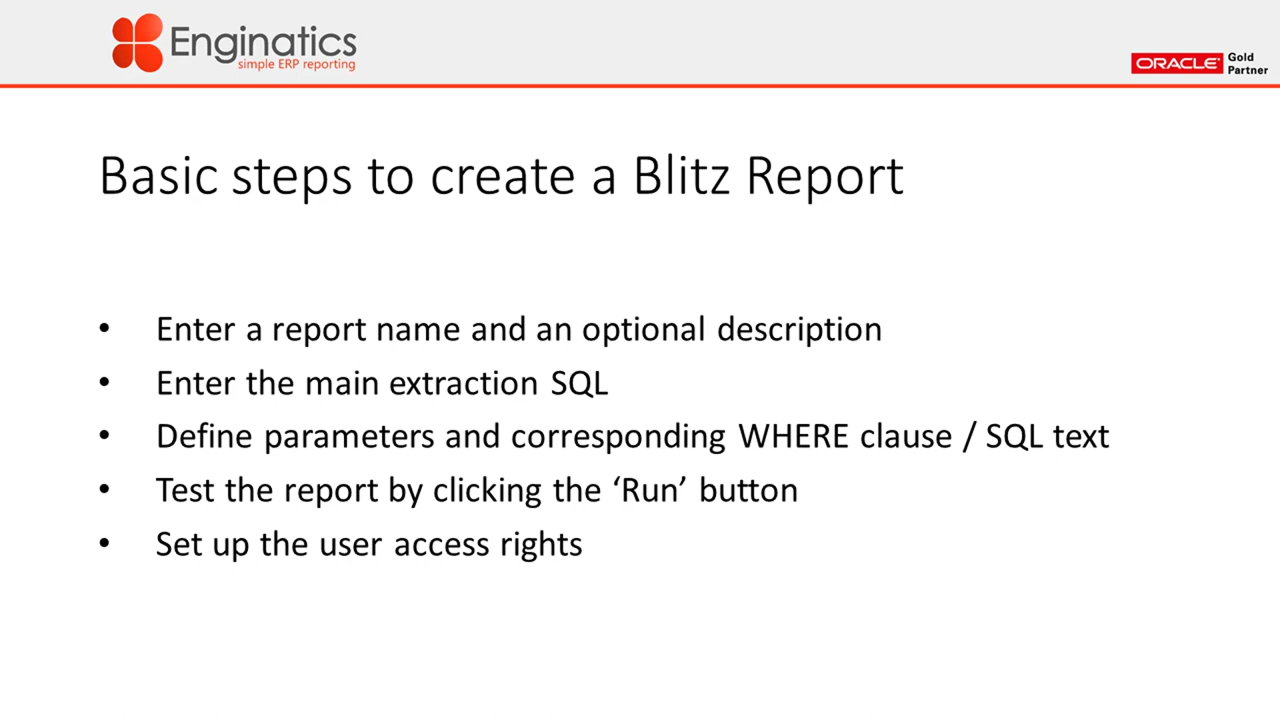 Enginatics
simple ERP reporting
ORACLE® Gold
Partner
Basic steps to create a Blitz Report
• Enter a report name and an optional description
• Enter the main extraction SQL
• Define parameters and corresponding WHERE clause / SQL text
• Test the report by clicking the ‘Run’ button
• Set up the user access rights